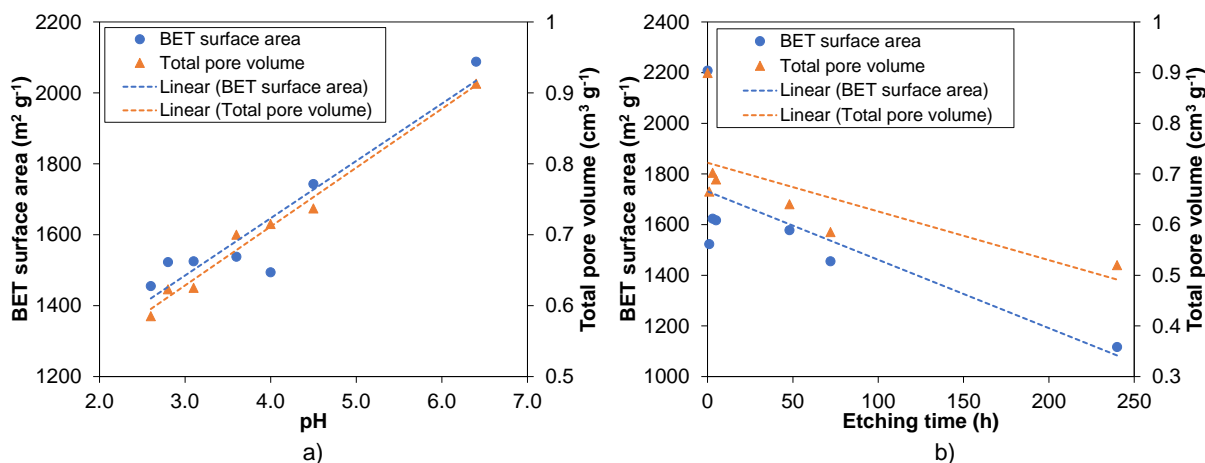 2200
2000
1800
1600
1400
1200
BET surface area (m² g⁻¹)
BET surface area
Total pore volume
Linear (BET surface area)
Linear (Total pore volume)
1
0.9
0.8
0.7
0.6
0.5
Total pore volume (cm³ g⁻¹)
2.0 3.0 4.0 5.0 6.0 7.0
pH
a)
2400
2200
2000
1800
1600
1400
1200
1000
BET surface area (m² g⁻¹)
BET surface area
Total pore volume
Linear (BET surface area)
Linear (Total pore volume)
1
0.9
0.8
0.7
0.6
0.5
0.4
0.3
Total pore volume (cm³ g⁻¹)
0 50 100 150 200 250
Etching time (h)
b)